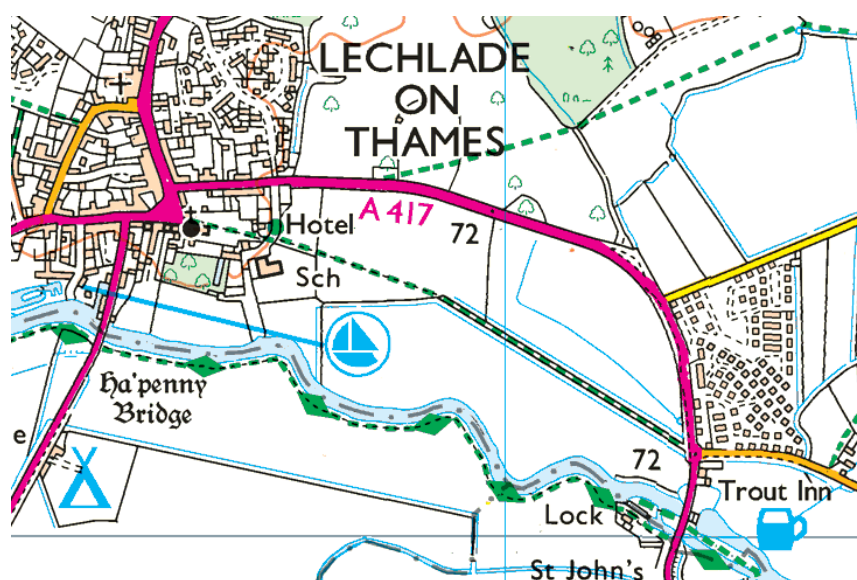 LECHLADE
ON
THAMES
A 417
Hotel
72
Sch
Ha'penny
Bridge
e
72
Trout Inn
Lock
St John's